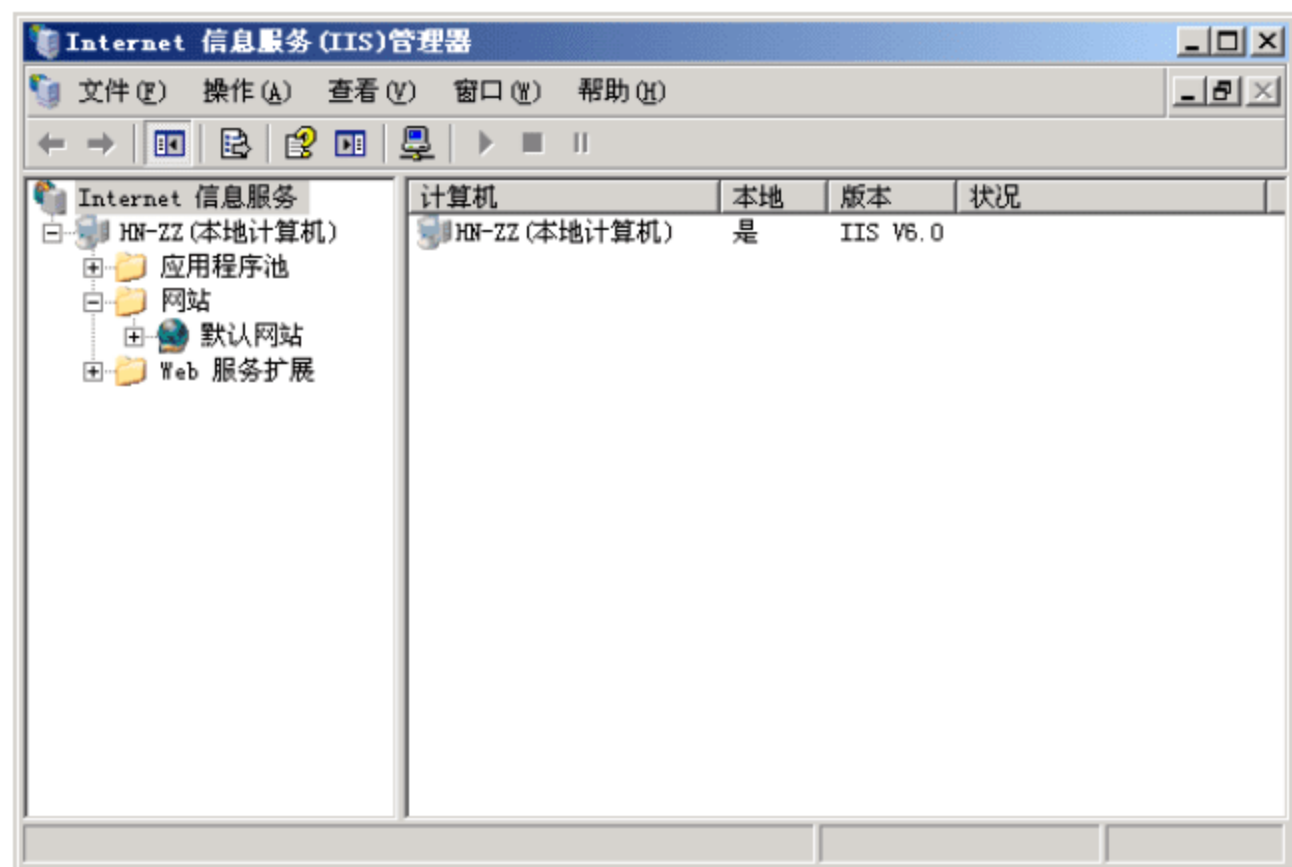 Internet 信息服务(IIS)管理器
文件(F) 操作(A) 查看(V) 窗口(W) 帮助(H)
Internet 信息服务
HN-ZZ(本地计算机)
应用程序池
网站
默认网站
Web 服务扩展
计算机 本地 版本 状况
HN-ZZ(本地计算机) 是 IIS V6.0